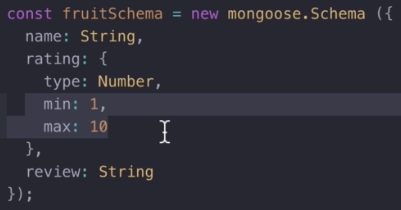 const fruitSchema = new mongoose.Schema ({
  name: String,
  rating: {
    type: Number,
    min: 1,
    max: 10
  },
  review: String
});